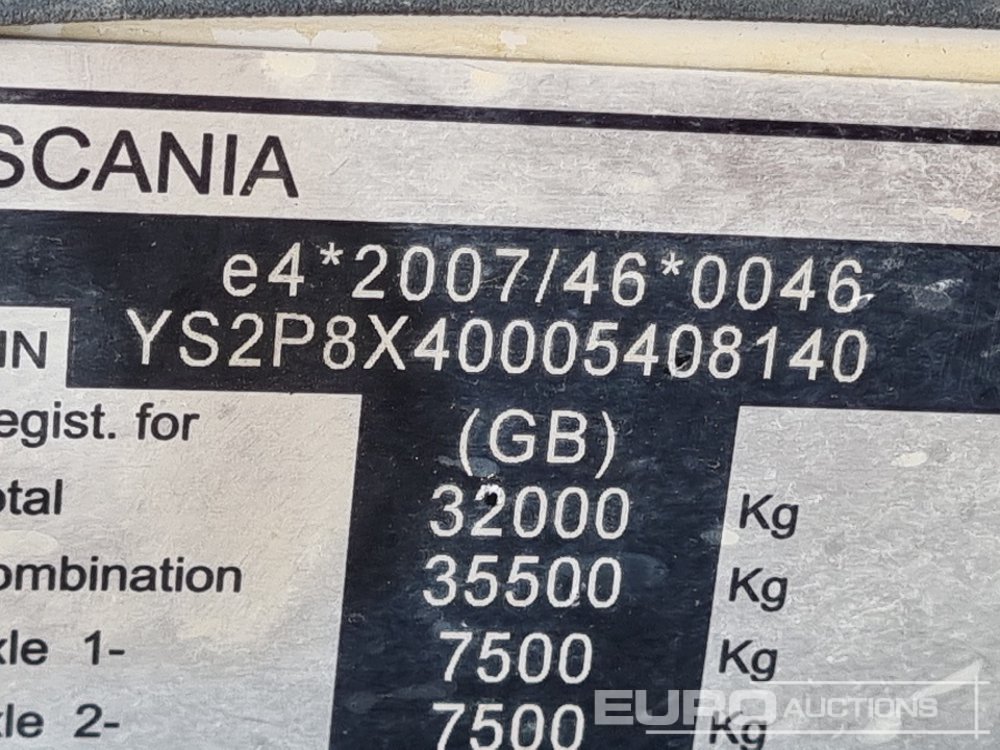 SCANIA
e4*2007/46*0046
IN YS2P8X40005408140
egist. for (GB)
otal 32000 Kg
ombination 35500 Kg
xle 1- 7500 Kg
xle 2- 7500 Kg
EURO AUCTIONS